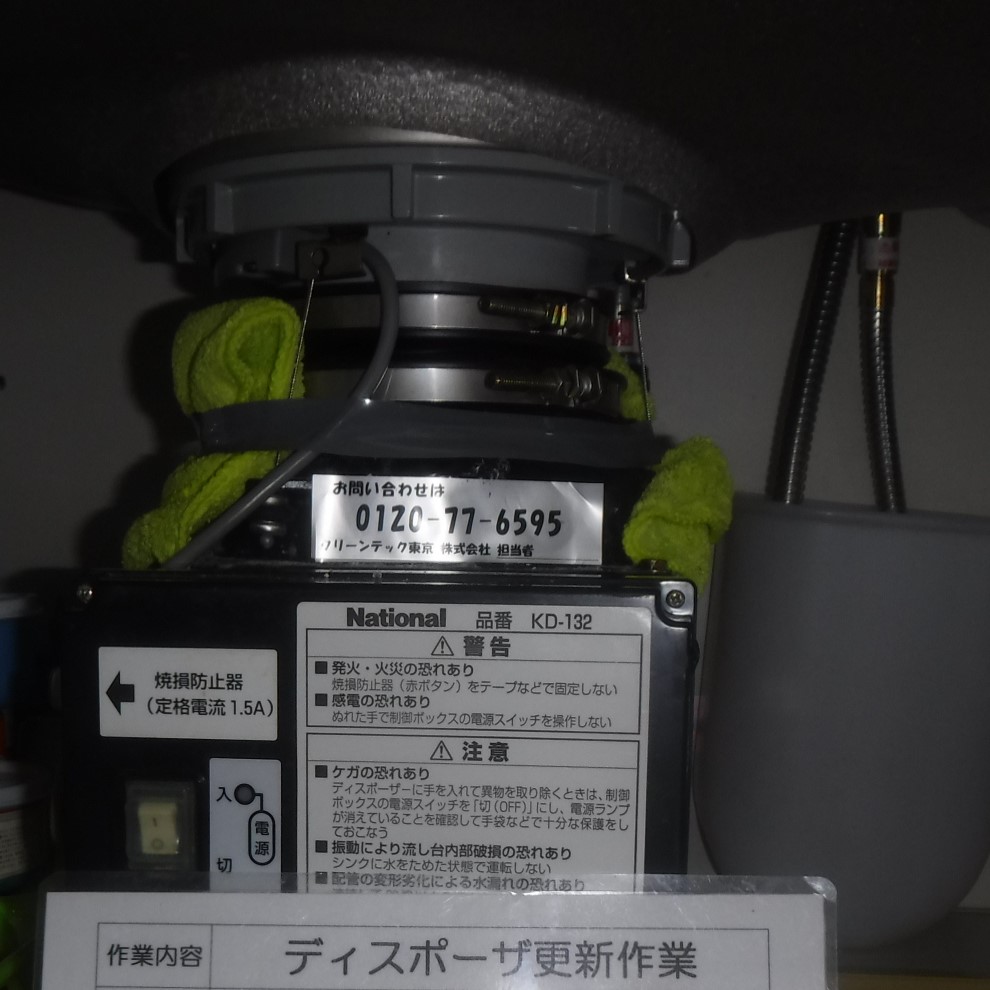 お問い合わせは
0120-77-6595
クリーンテック東京 株式会社 担当者
National 品番 KD-132
⚠ 警告
■ 発火・火災の恐れあり
焼損防止器（赤ボタン）をテープなどで固定しない
■ 感電の恐れあり
ぬれた手で制御ボックスの電源スイッチを操作しない
焼損防止器
（定格電流 1.5A）
⚠ 注意
■ ケガの恐れあり
ディスポーザーに手を入れて異物を取り除くときは、制御
ボックスの電源スイッチを「切（OFF）」にし、電源ランプ
が消えていることを確認して手袋などで十分な保護をし
ておこなう
■ 振動により流し台内部破損の恐れあり
シンクに水をためた状態で運転しない
■ 配管の変形劣化による水漏れの恐れあり
入
電源
切
作業内容 ディスポーザ更新作業